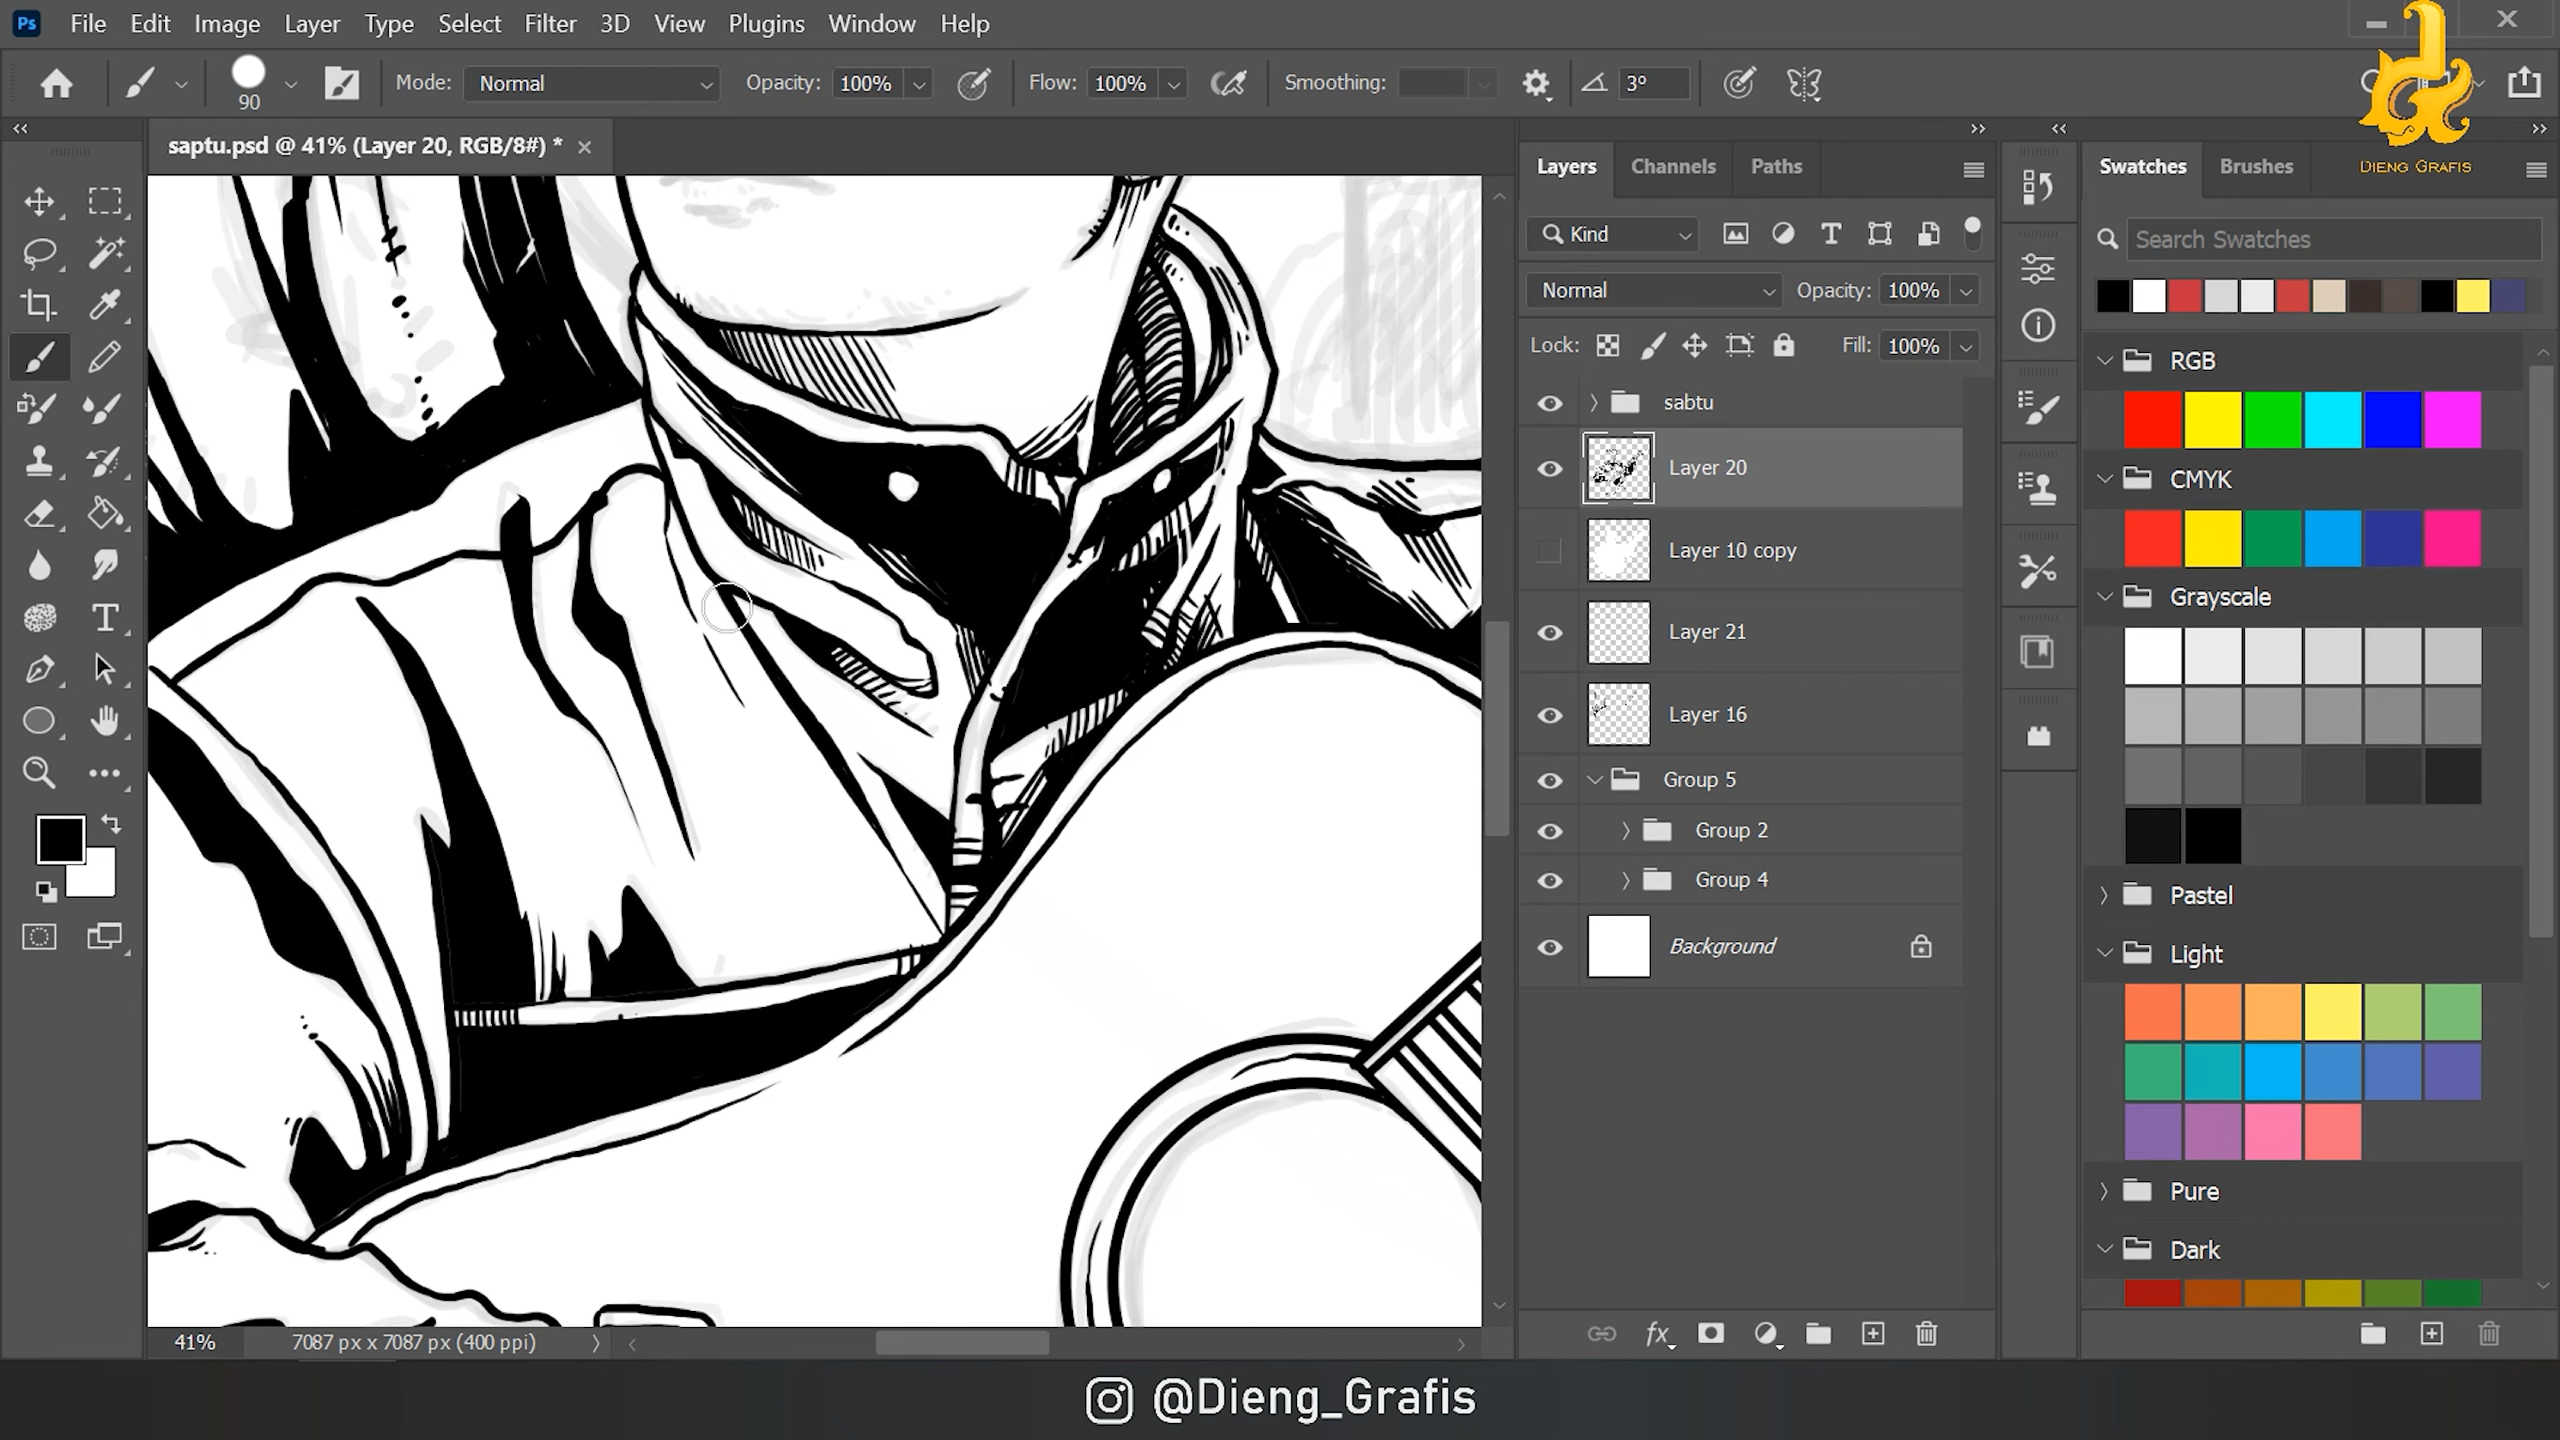 Ps File Edit Image Layer Type Select Filter 3D View Plugins Window Help
90 Mode: Normal Opacity: 100% Flow: 100% Smoothing: 3°
DIENG GRAFIS
saptu.psd @ 41% (Layer 20, RGB/8#) *
Layers Channels Paths
Swatches Brushes
Kind
Search Swatches
Normal Opacity: 100%
Lock: Fill: 100%
sabtu
Layer 20
Layer 10 copy
Layer 21
Layer 16
Group 5
Group 2
Group 4
Background
RGB
CMYK
Grayscale
Pastel
Light
Pure
Dark
41% 7087 px x 7087 px (400 ppi)
fx
@Dieng_Grafis